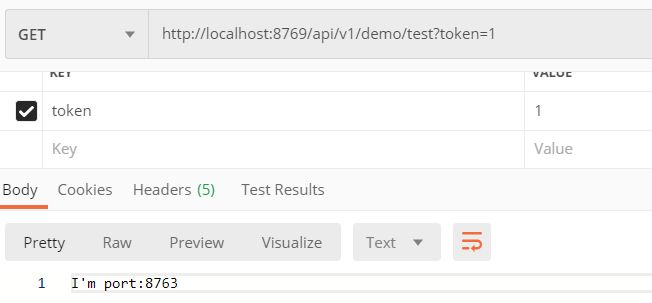 GET http://localhost:8769/api/v1/demo/test?token=1
KEY VALUE
token 1
Key Value
Body Cookies Headers (5) Test Results
Pretty Raw Preview Visualize Text
1 I'm port:8763